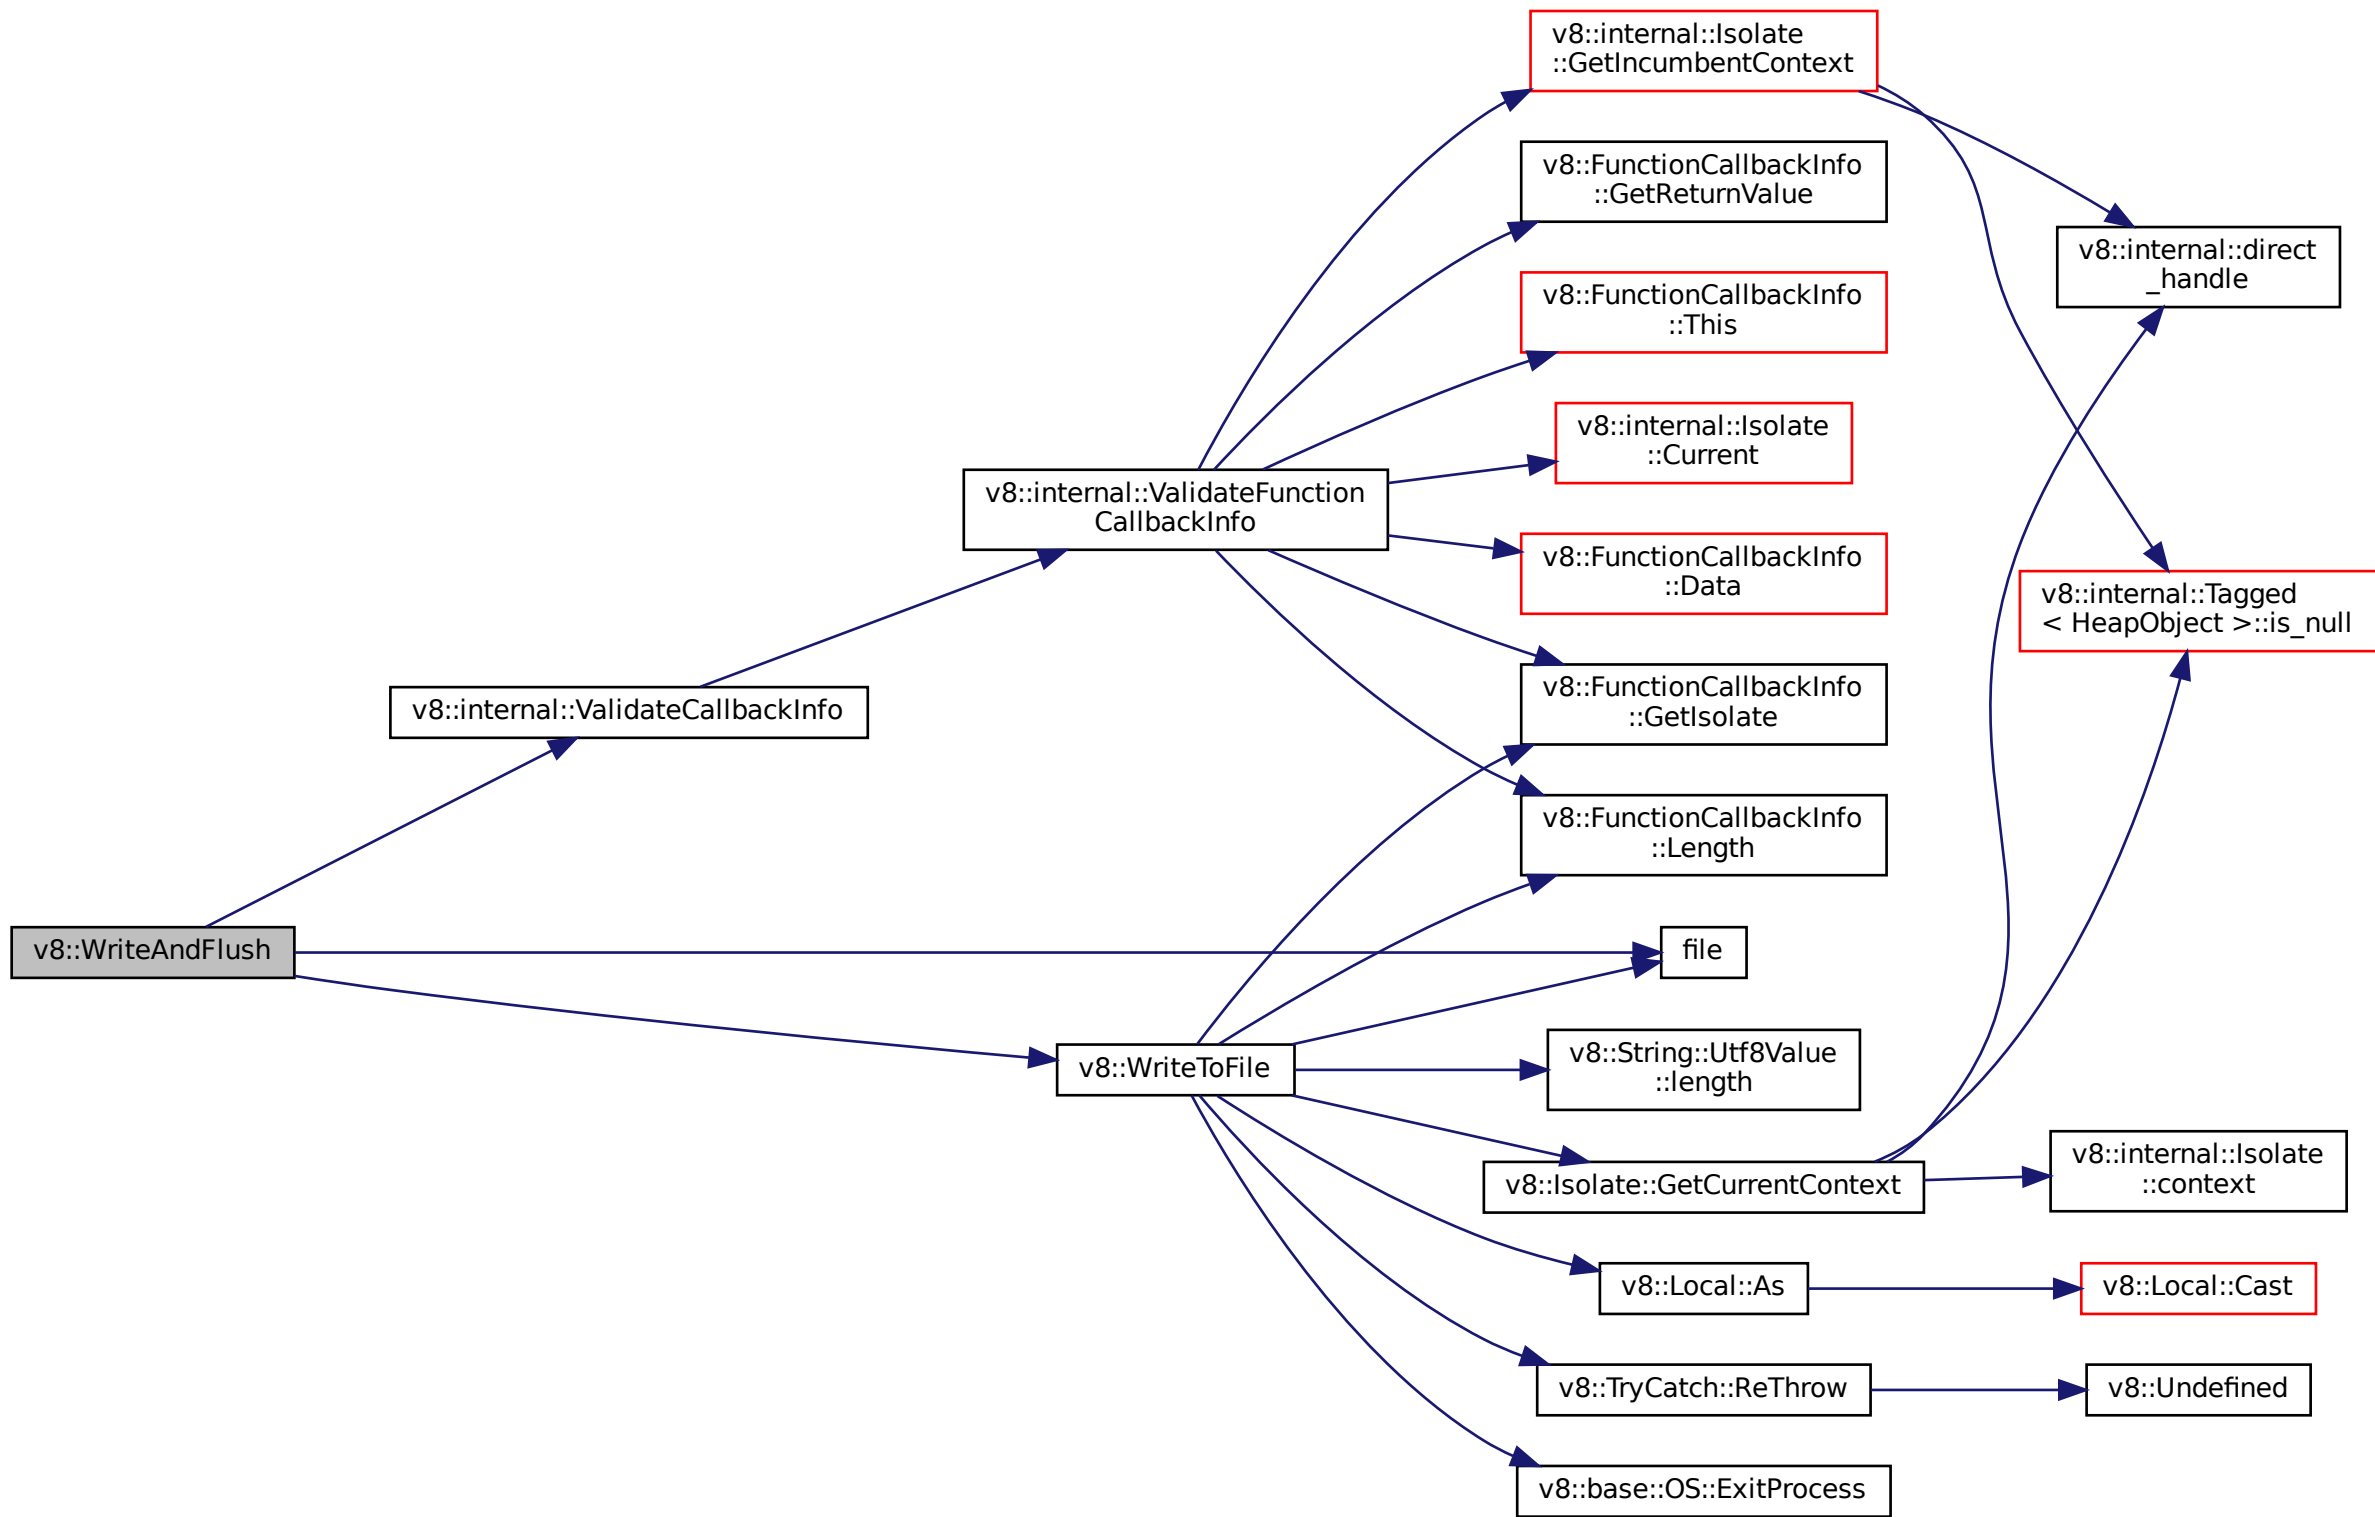 v8::internal::Isolate
::GetIncumbentContext
v8::FunctionCallbackInfo
::GetReturnValue
v8::internal::direct
_handle
v8::FunctionCallbackInfo
::This
v8::internal::Isolate
::Current
v8::internal::ValidateFunction
CallbackInfo
v8::FunctionCallbackInfo
::Data
v8::internal::Tagged
< HeapObject >::is_null
v8::internal::ValidateCallbackInfo
v8::FunctionCallbackInfo
::GetIsolate
v8::FunctionCallbackInfo
::Length
v8::WriteAndFlush
file
v8::WriteToFile
v8::String::Utf8Value
::length
v8::Isolate::GetCurrentContext
v8::internal::Isolate
::context
v8::Local::As
v8::Local::Cast
v8::TryCatch::ReThrow
v8::Undefined
v8::base::OS::ExitProcess